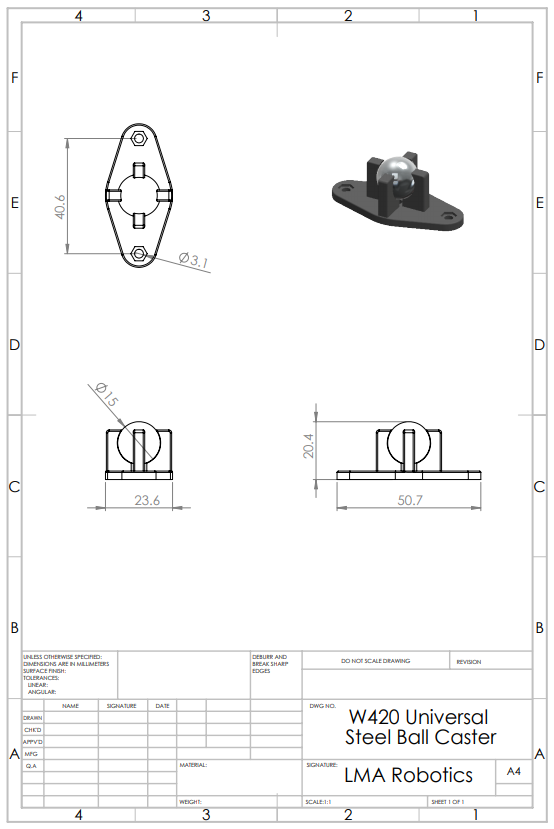 4 3 2 1
F F
E E
40.6
Ø3.1
D D
Ø15
20.4
C C
23.6
50.7
B B
UNLESS OTHERWISE SPECIFIED:
DIMENSIONS ARE IN MILLIMETERS
SURFACE FINISH:
TOLERANCES:
LINEAR:
ANGULAR:
DEBURR AND
BREAK SHARP
EDGES
DO NOT SCALE DRAWING
REVISION
NAME SIGNATURE DATE
DRAWN
CHK'D
APPV'D
MFG
Q.A
DWG NO.
W420 Universal
Steel Ball Caster
A A
MATERIAL:
SIGNATURE:
LMA Robotics
A4
WEIGHT:
SCALE:1:1
SHEET 1 OF 1
4 3 2 1